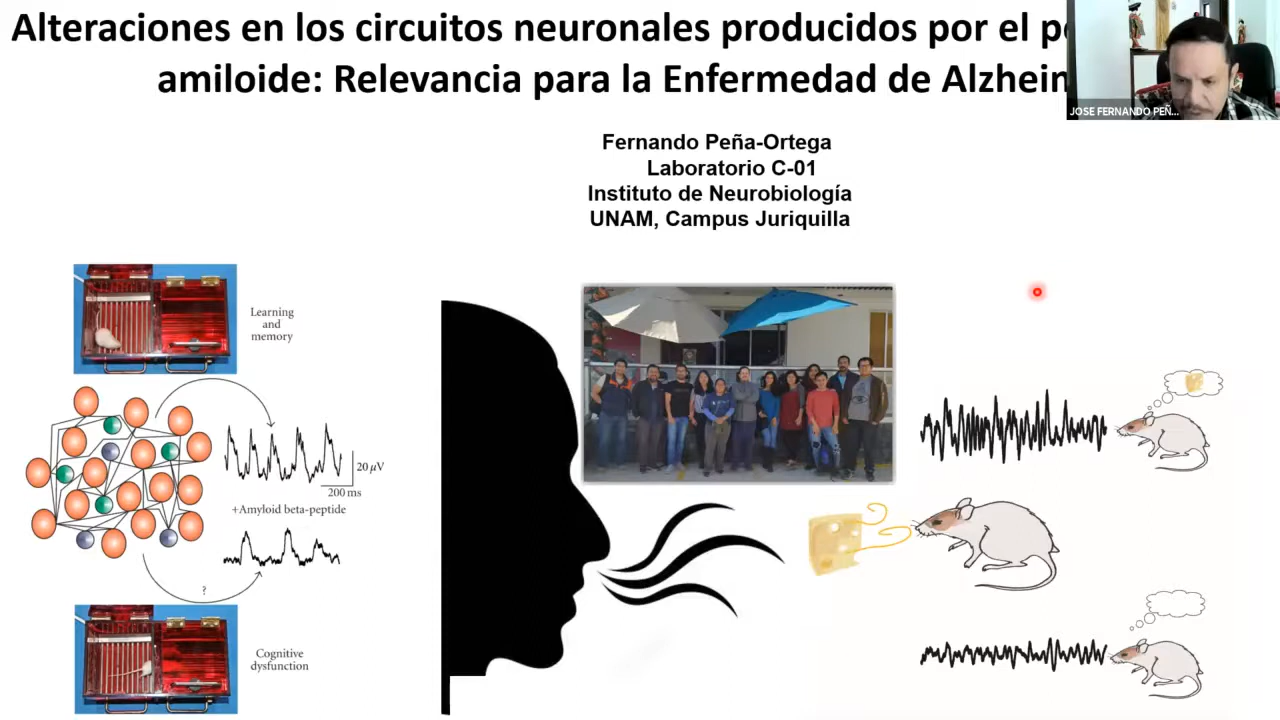 Alteraciones en los circuitos neuronales producidos por el
amiloide: Relevancia para la Enfermedad de
JOSE FERNANDO PEÑ...
Fernando Peña-Ortega
Laboratorio C-01
Instituto de Neurobiología
UNAM, Campus Juriquilla
Learning
and
memory
20 µV
200 ms
+Amyloid beta-peptide
?
Cognitive
dysfunction